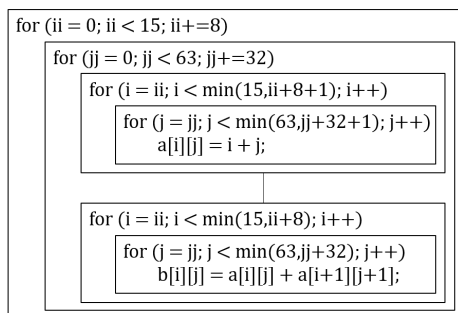 for (ii = 0; ii < 15; ii+=8)
for (jj = 0; jj < 63; jj+=32)
for (i = ii; i < min(15,ii+8+1); i++)
for (j = jj; j < min(63,jj+32+1); j++)
a[i][j] = i + j;
for (i = ii; i < min(15,ii+8); i++)
for (j = jj; j < min(63,jj+32); j++)
b[i][j] = a[i][j] + a[i+1][j+1];